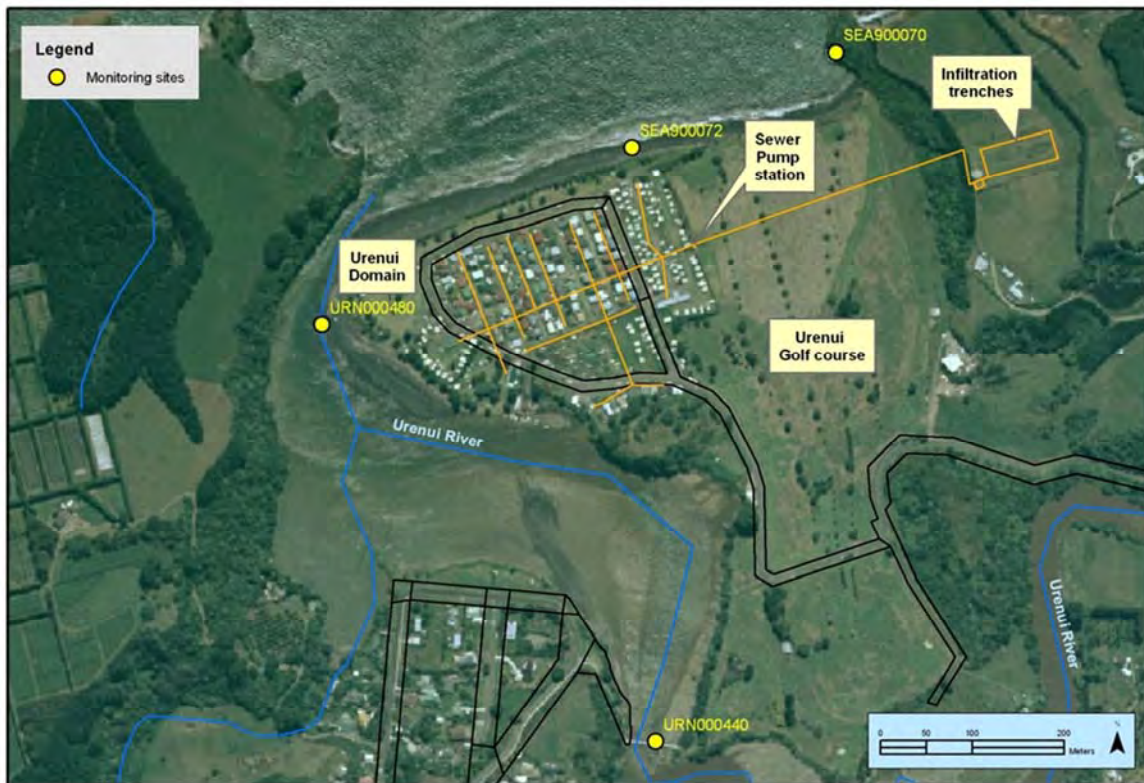 Legend
Monitoring sites
SEA900070
Infiltration
trenches
SEA900072
Sewer
Pump
station
Urenui
Domain
URN000480
Urenui
Golf course
Urenui River
Urenui River
URN000440
0 50 100 200
Meters